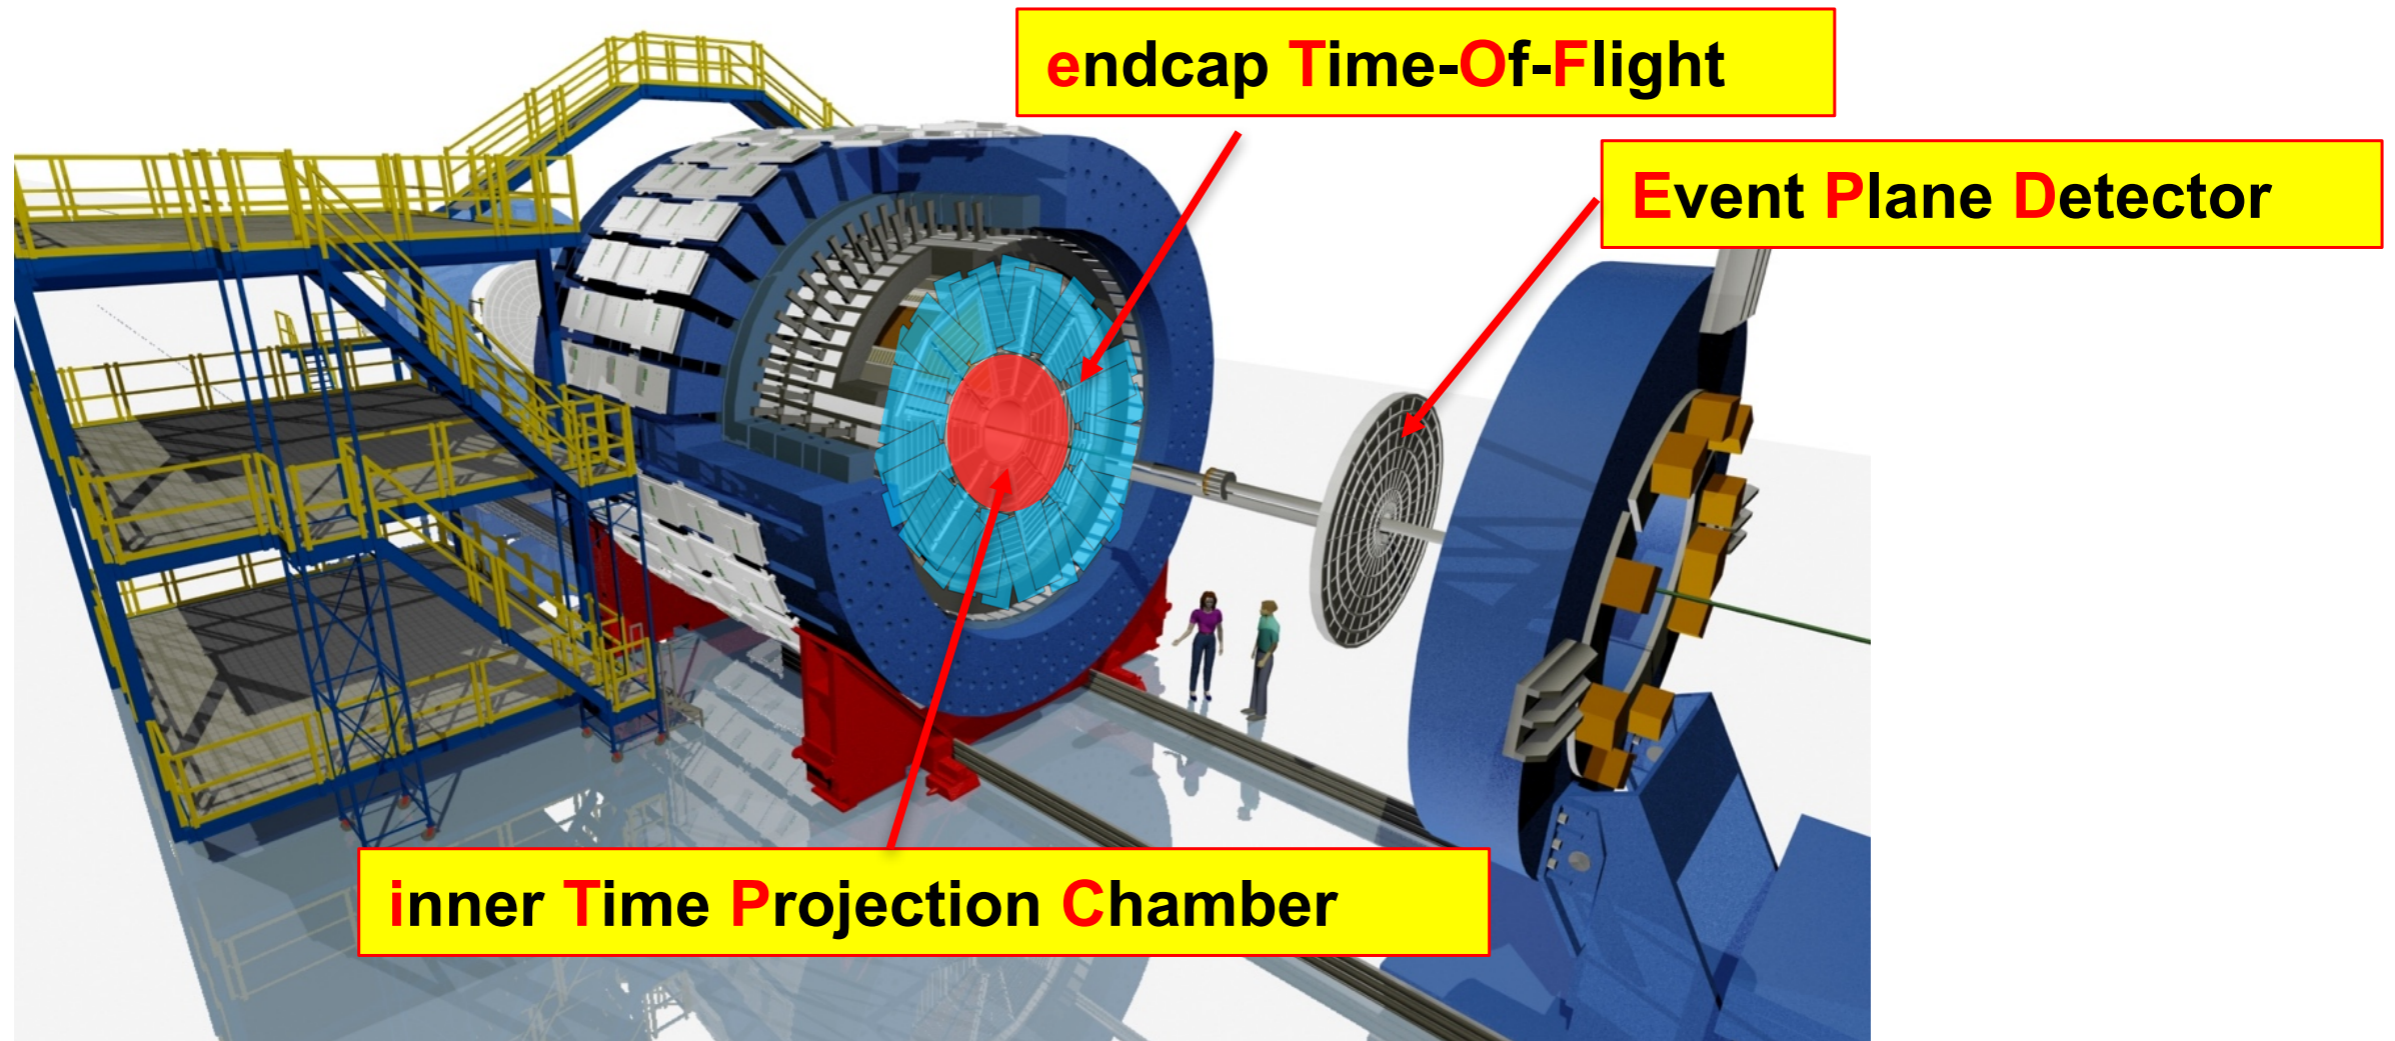 endcap Time-Of-Flight
Event Plane Detector
inner Time Projection Chamber